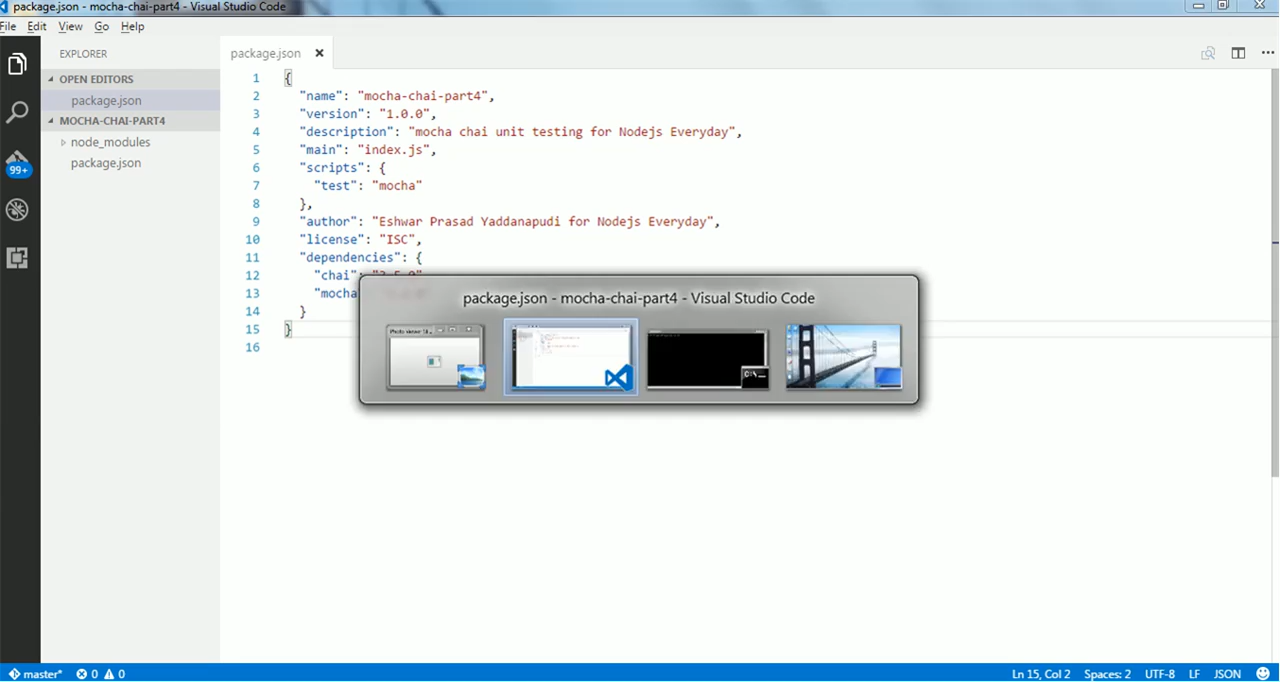 package.json - mocha-chai-part4 - Visual Studio Code
File Edit View Go Help
EXPLORER
OPEN EDITORS
package.json
MOCHA-CHAI-PART4
node_modules
package.json
99+
package.json
1 {
2 "name": "mocha-chai-part4",
3 "version": "1.0.0",
4 "description": "mocha chai unit testing for Nodejs Everyday",
5 "main": "index.js",
6 "scripts": {
7 "test": "mocha"
8 },
9 "author": "Eshwar Prasad Yaddanapudi for Nodejs Everyday",
10 "license": "ISC",
11 "dependencies": {
12 "chai":
13 "mocha
14 }
15 }
16
package.json - mocha-chai-part4 - Visual Studio Code
master* 0 0 Ln 15, Col 2 Spaces: 2 UTF-8 LF JSON